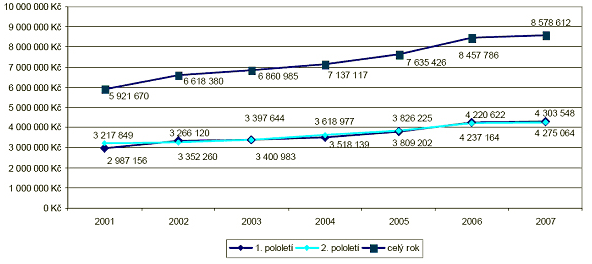 10 000 000 Kč
9 000 000 Kč
8 000 000 Kč
7 000 000 Kč
6 000 000 Kč
5 000 000 Kč
4 000 000 Kč
3 000 000 Kč
2 000 000 Kč
1 000 000 Kč
0 Kč
8 578 612
8 457 786
7 635 426
7 137 117
6 860 985
6 618 380
5 921 670
3 217 849
3 266 120
3 397 644
3 618 977
3 826 225
4 220 622
4 303 548
2 987 156
3 352 260
3 400 983
3 518 139
3 809 202
4 237 164
4 275 064
2001 2002 2003 2004 2005 2006 2007
1. pololetí 2. pololetí celý rok